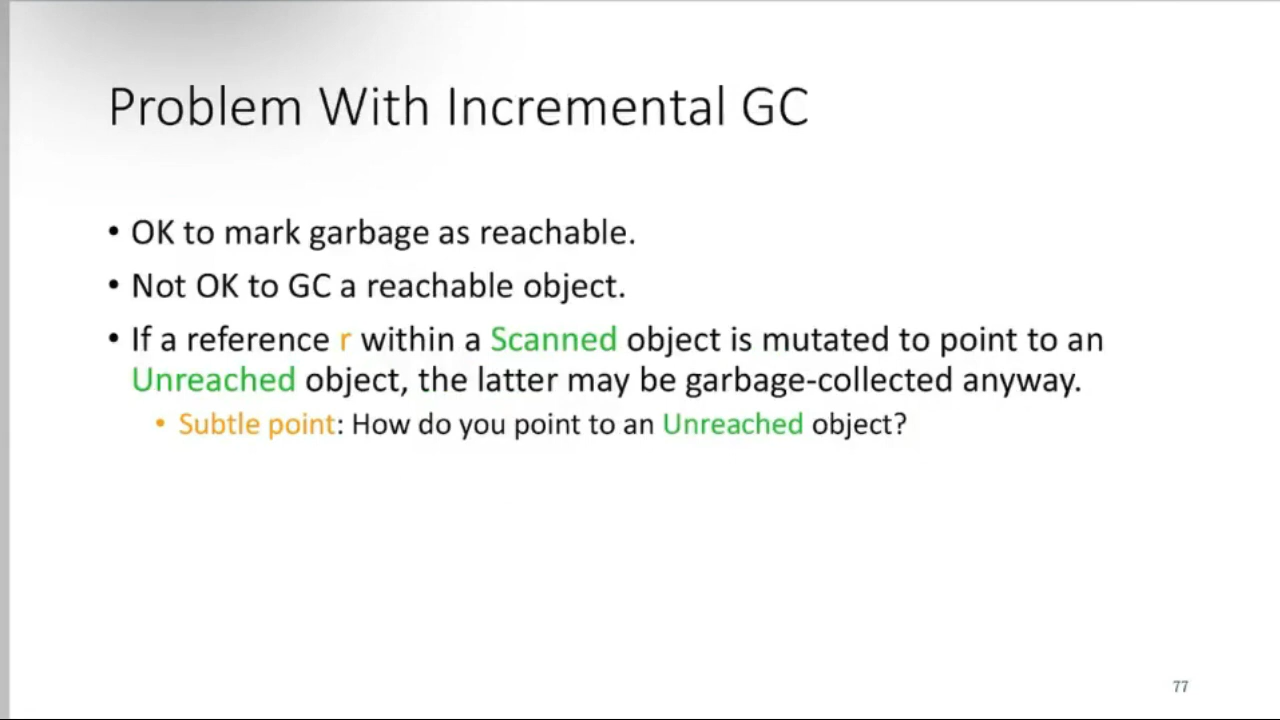 Problem With Incremental GC
• OK to mark garbage as reachable.
• Not OK to GC a reachable object.
• If a reference r within a Scanned object is mutated to point to an
Unreached object, the latter may be garbage-collected anyway.
• Subtle point: How do you point to an Unreached object?
77